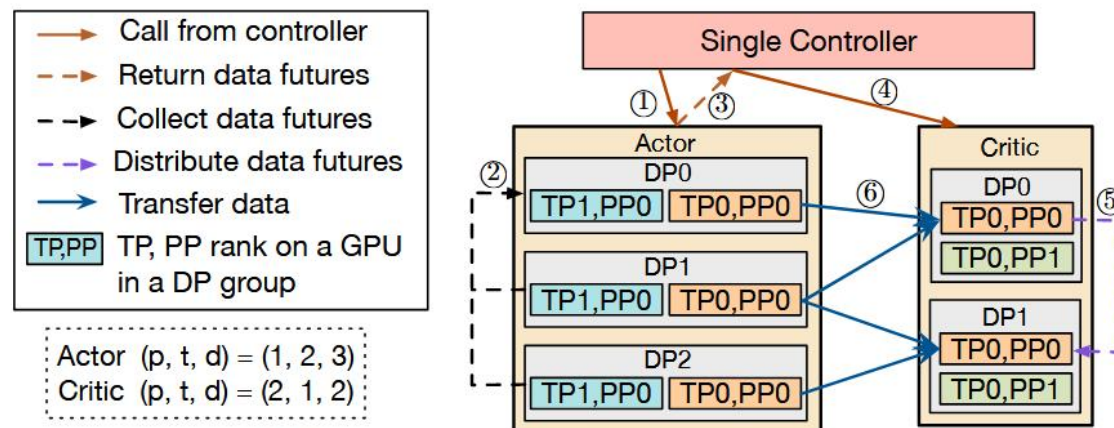 Call from controller
Return data futures
Collect data futures
Distribute data futures
Transfer data
TP,PP TP, PP rank on a GPU
in a DP group
Actor (p, t, d) = (1, 2, 3)
Critic (p, t, d) = (2, 1, 2)
Single Controller
① ③ ④
Actor
② DP0
TP1,PP0 TP0,PP0
DP1
TP1,PP0 TP0,PP0
DP2
TP1,PP0 TP0,PP0
⑥
Critic
DP0
TP0,PP0 ⑤
TP0,PP1
DP1
TP0,PP0
TP0,PP1